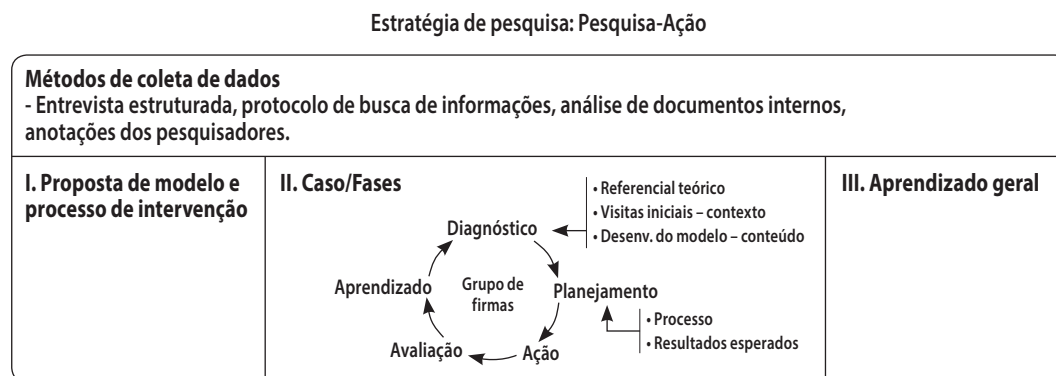 Estratégia de pesquisa: Pesquisa-Ação
Métodos de coleta de dados
- Entrevista estruturada, protocolo de busca de informações, análise de documentos internos,
anotações dos pesquisadores.
I. Proposta de modelo e
processo de intervenção
II. Caso/Fases
• Referencial teórico
• Visitas iniciais – contexto
• Desenv. do modelo – conteúdo
Diagnóstico
Aprendizado
Grupo de
firmas
Planejamento
• Processo
• Resultados esperados
Avaliação
Ação
III. Aprendizado geral